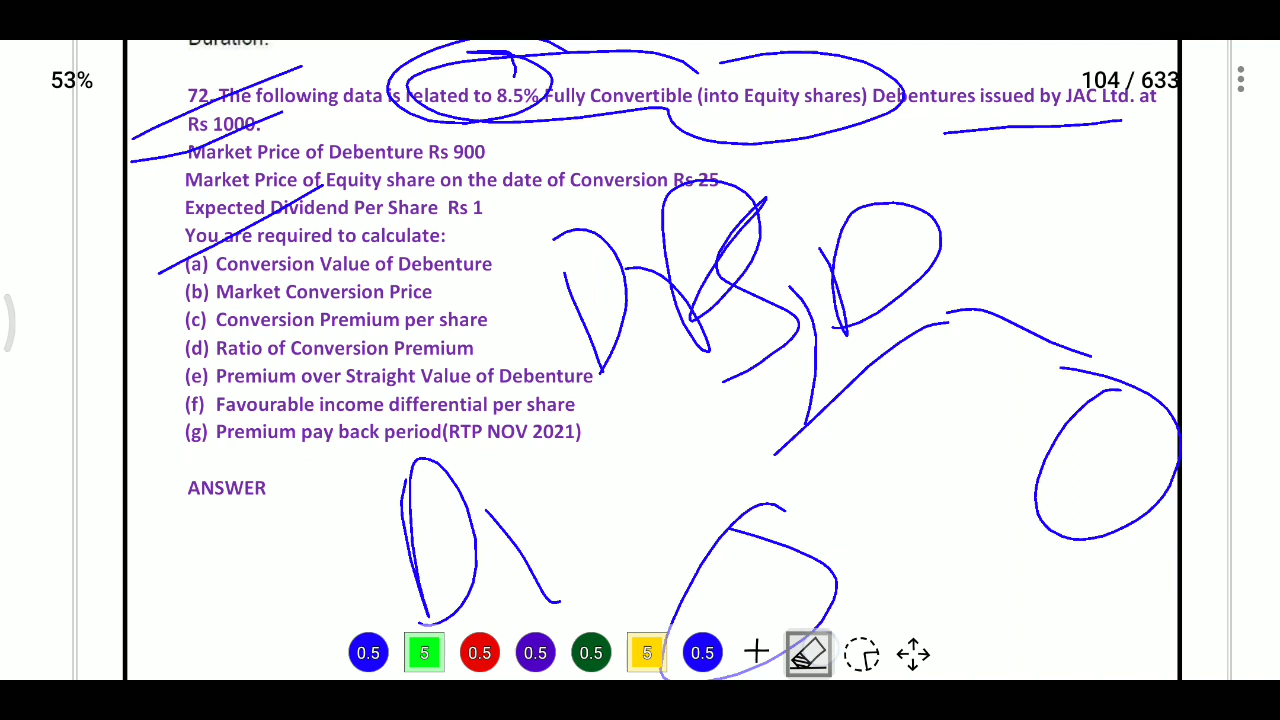 Duration.
53%
104 / 633
72. The following data is related to 8.5% Fully Convertible (into Equity shares) Debentures issued by JAC Ltd. at
Rs 1000.
Market Price of Debenture Rs 900
Market Price of Equity share on the date of Conversion Rs 25
Expected Dividend Per Share Rs 1
You are required to calculate:
(a) Conversion Value of Debenture
(b) Market Conversion Price
(c) Conversion Premium per share
(d) Ratio of Conversion Premium
(e) Premium over Straight Value of Debenture
(f) Favourable income differential per share
(g) Premium pay back period(RTP NOV 2021)
ANSWER
0.5 5 0.5 0.5 0.5 5 0.5